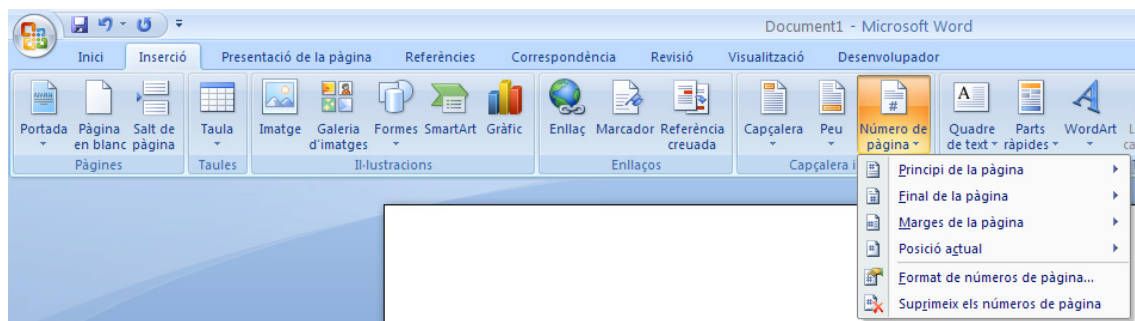 Document1 - Microsoft Word
Inici Inserció Presentació de la pàgina Referències Correspondència Revisió Visualització Desenvolupador
Portada Pàgina Salt de Taula Imatge Galeria Formes SmartArt Gràfic Enllaç Marcador Referència Capçalera Peu Número de Quadre Parts WordArt
en blanc pàgina d'imatges creuada pàgina de text ràpides
Pàgines Taules Il·lustracions Enllaços Capçalera i
Principi de la pàgina
Final de la pàgina
Marges de la pàgina
Posició actual
Format de números de pàgina...
Suprimeix els números de pàgina